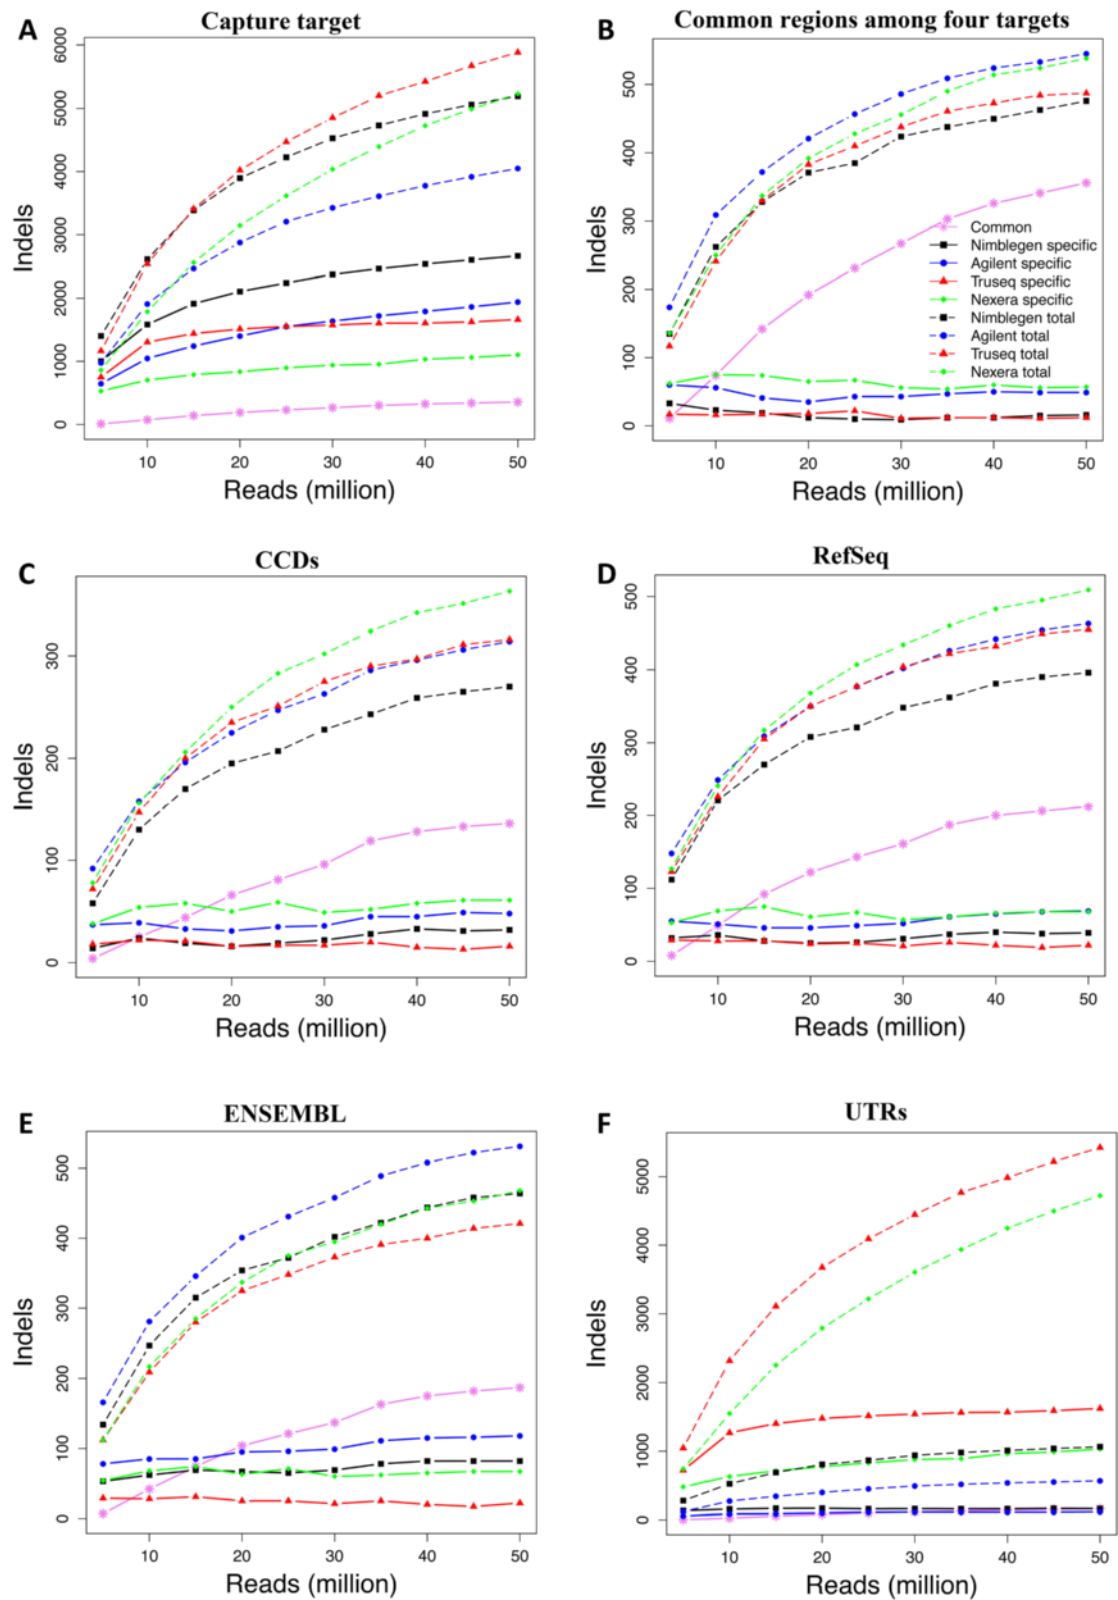 A
Capture target
Indels
0
1000
2000
3000
4000
5000
6000
10
20
30
40
50
Reads (million)
B
Common regions among four targets
Indels
0
100
200
300
400
500
10
20
30
40
50
Reads (million)
Common
Nimblegen specific
Agilent specific
Truseq specific
Nexera specific
Nimblegen total
Agilent total
Truseq total
Nexera total
C
CCDs
Indels
0
100
200
300
10
20
30
40
50
Reads (million)
D
RefSeq
Indels
0
100
200
300
400
500
10
20
30
40
50
Reads (million)
E
ENSEMBL
Indels
0
100
200
300
400
500
10
20
30
40
50
Reads (million)
F
UTRs
Indels
0
1000
2000
3000
4000
5000
10
20
30
40
50
Reads (million)